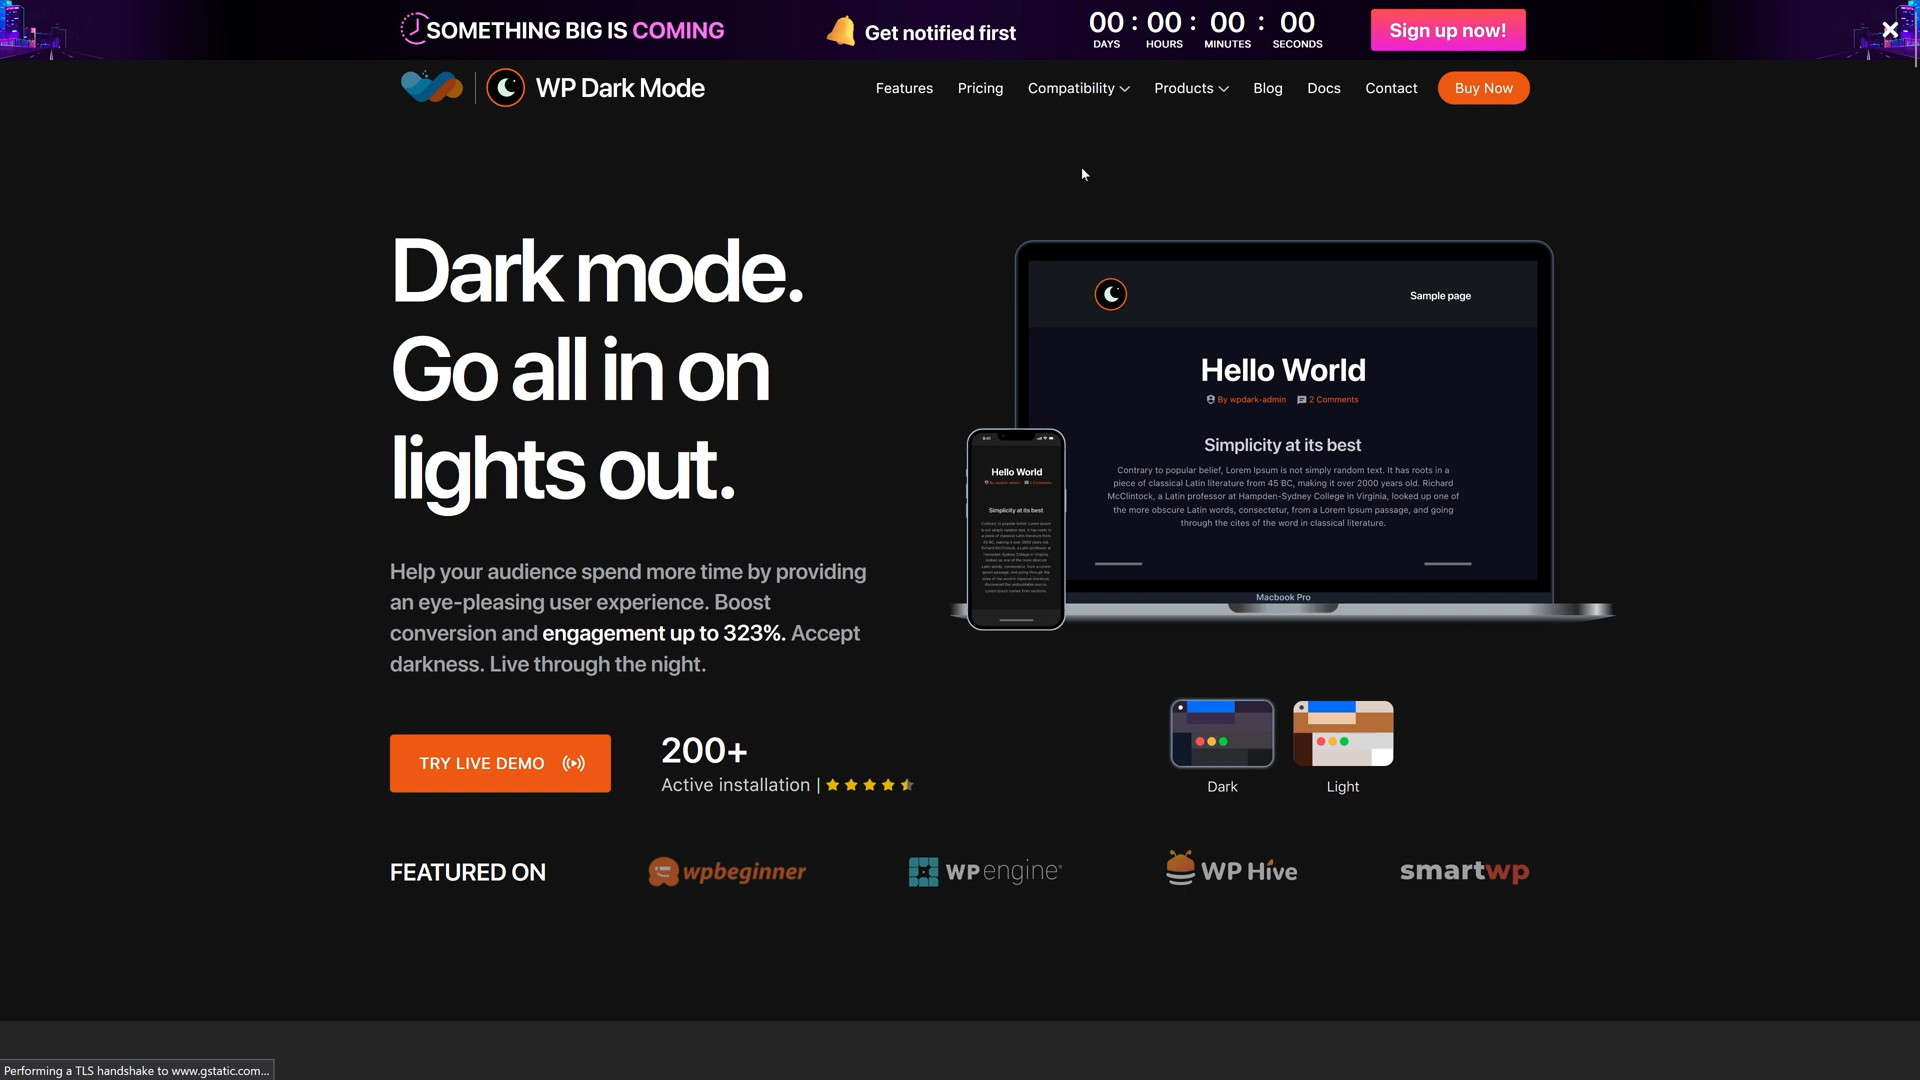 SOMETHING BIG IS COMING
Get notified first
00 : 00 : 00 : 00
DAYS HOURS MINUTES SECONDS
Sign up now!
WP Dark Mode
Features Pricing Compatibility Products Blog Docs Contact Buy Now
Dark mode.
Go all in on
lights out.
Help your audience spend more time by providing
an eye-pleasing user experience. Boost
conversion and engagement up to 323%. Accept
darkness. Live through the night.
TRY LIVE DEMO
200+
Active installation |
Sample page
Hello World
By wpdark-admin 2 Comments
Simplicity at its best
Contrary to popular belief, Lorem Ipsum is not simply random text. It has roots in a
piece of classical Latin literature from 45 BC, making it over 2000 years old. Richard
McClintock, a Latin professor at Hampden-Sydney College in Virginia, looked up one of
the more obscure Latin words, consectetur, from a Lorem Ipsum passage, and going
through the cites of the word in classical literature.
Macbook Pro
Hello World
Simplicity at its best
Dark
Light
FEATURED ON
wpbeginner
WP engine
WP Hive
smartwp
Performing a TLS handshake to www.gstatic.com...